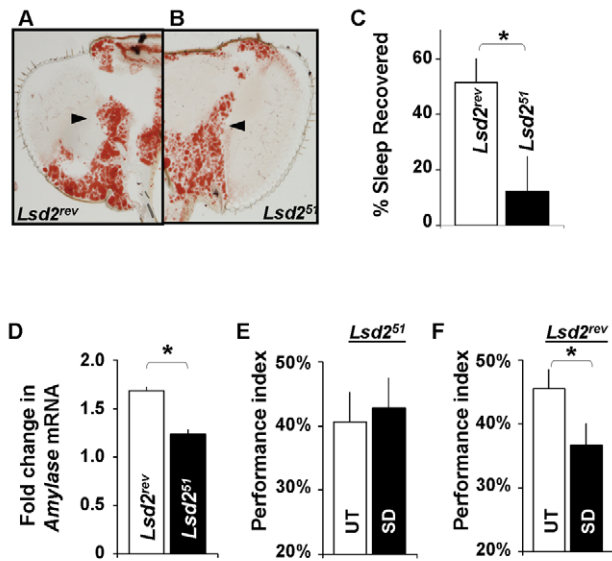 A
B
Lsd2rev
Lsd251
C
% Sleep Recovered
60
40
20
0
*
Lsd2rev
Lsd251
D
Fold change in
Amylase mRNA
2.0
1.5
1.0
.5
0
*
Lsd2rev
Lsd251
E
Lsd251
Performance index
50%
40%
30%
20%
UT
SD
F
Lsd2rev
Performance index
50%
40%
30%
20%
*
UT
SD